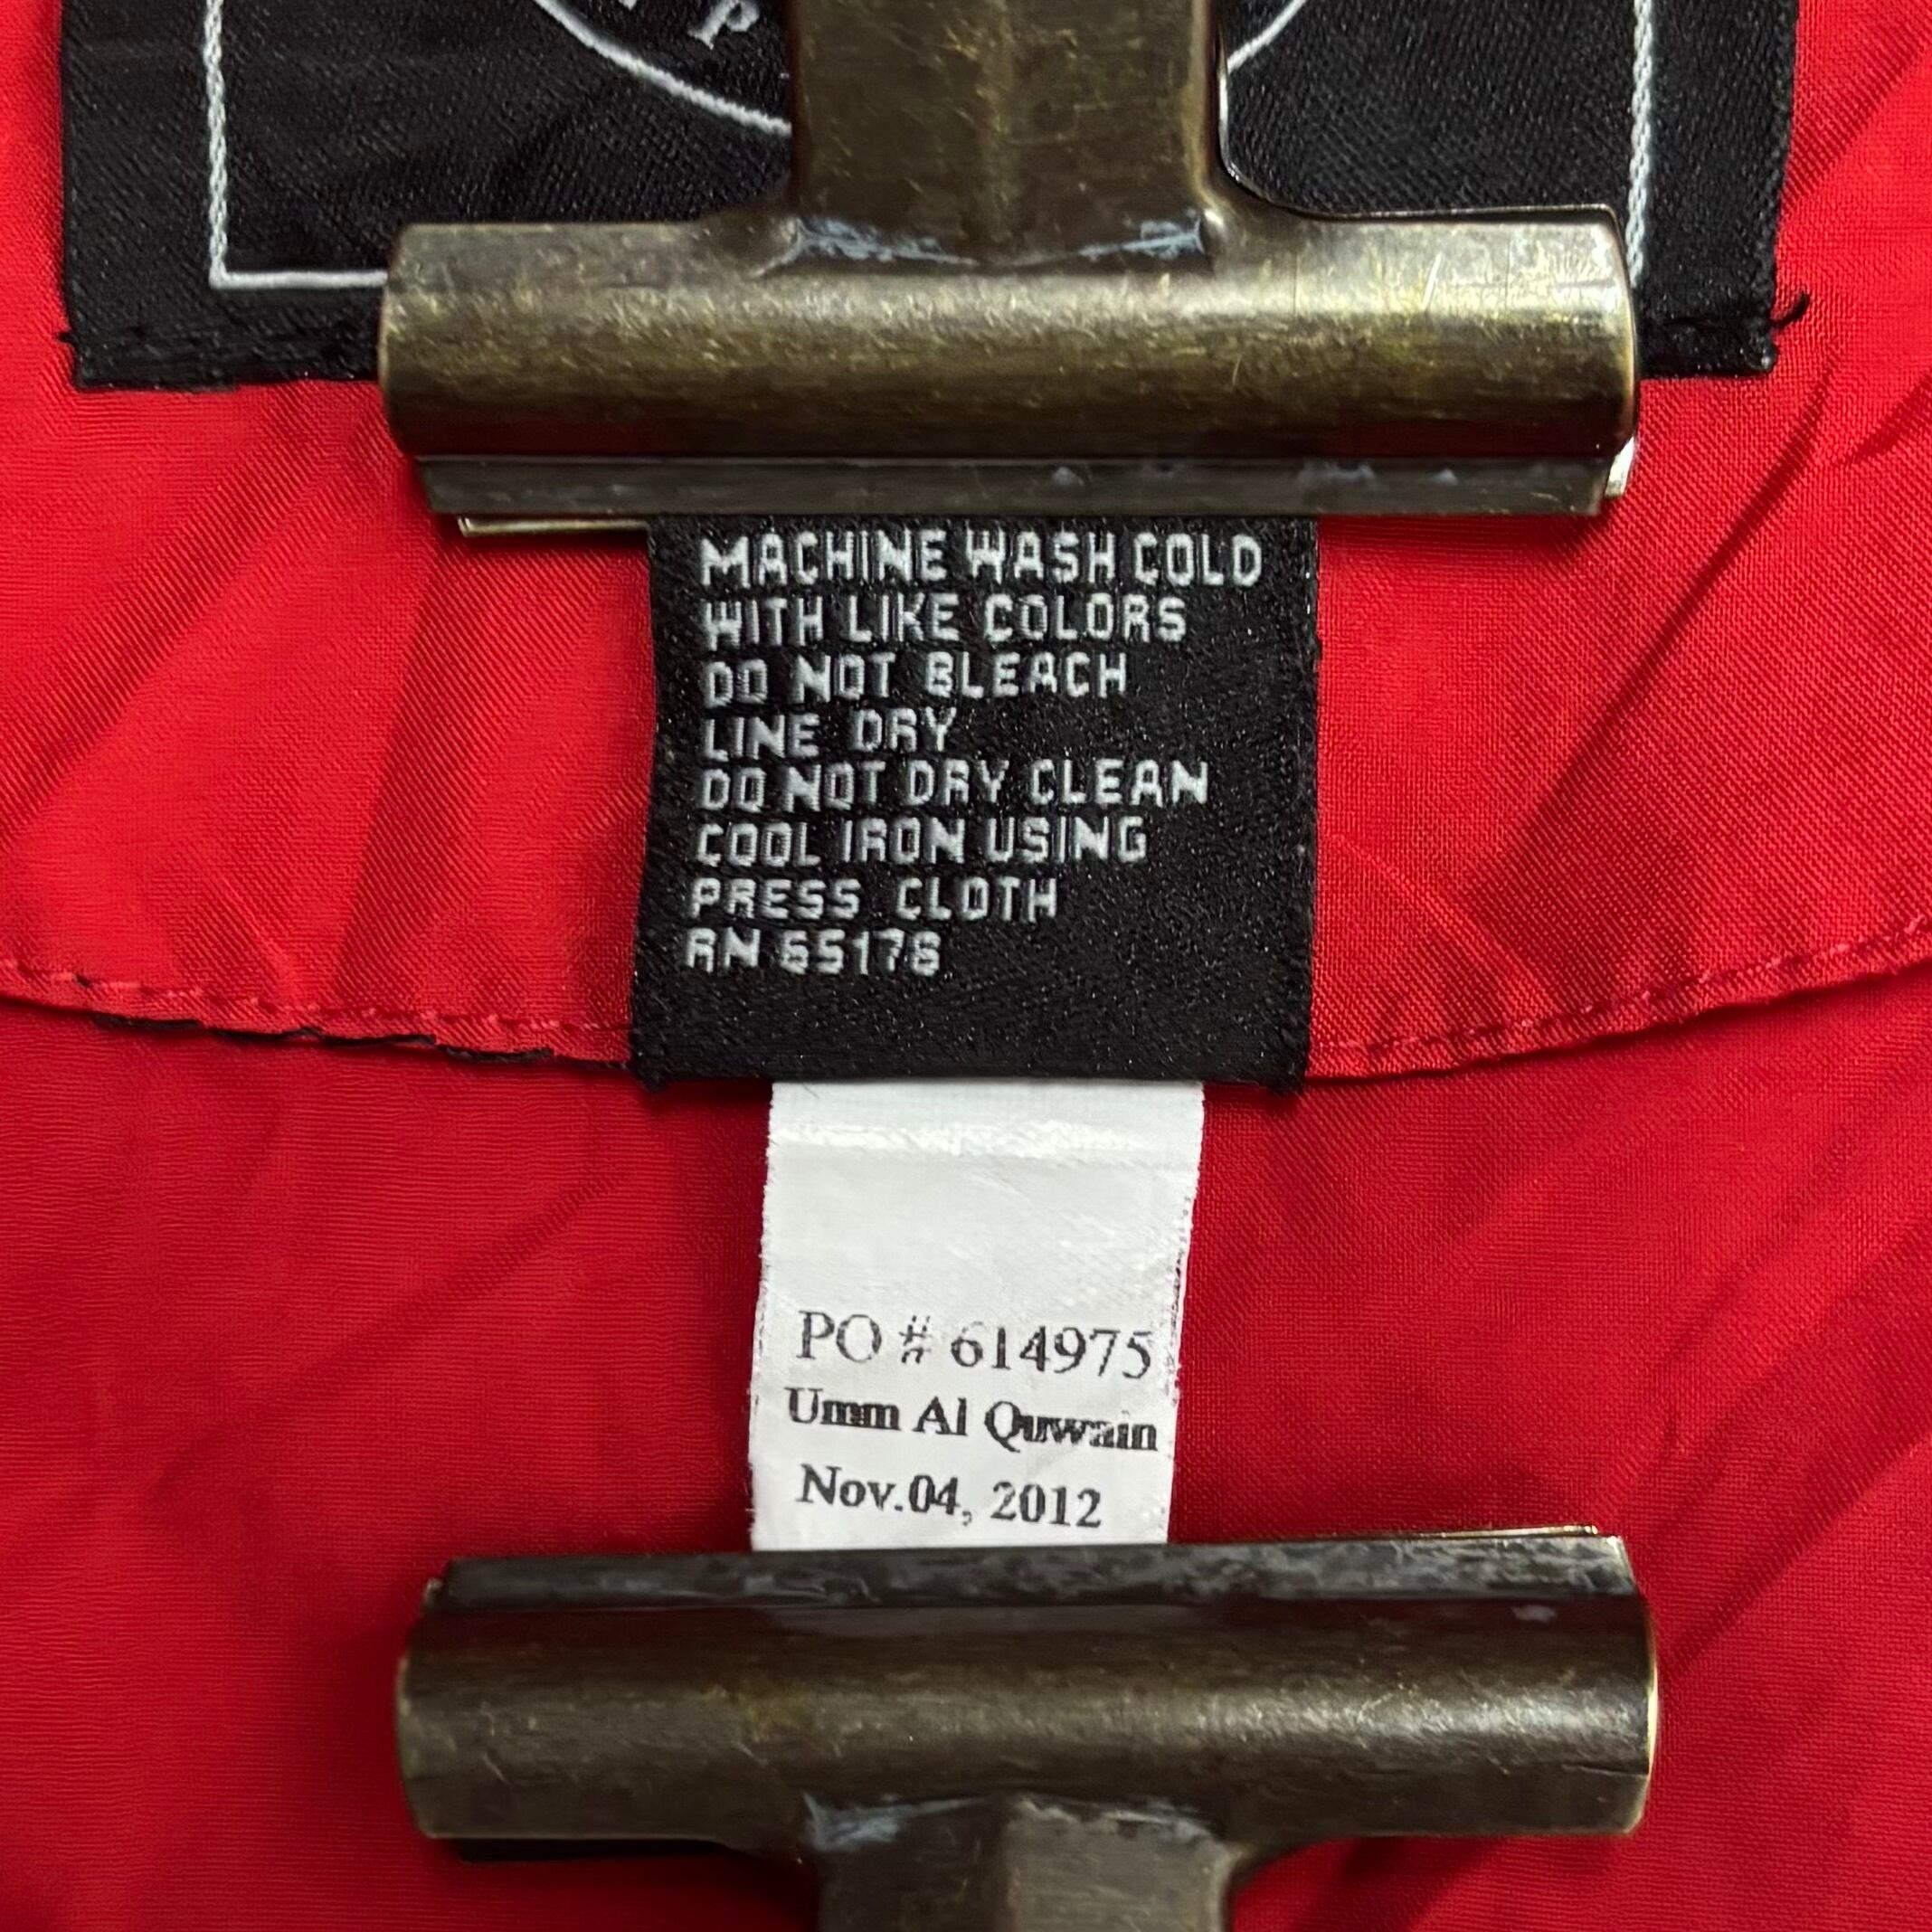 MACHINE WASH COLD
WITH LIKE COLORS
DO NOT BLEACH
LINE DRY
DO NOT DRY CLEAN
COOL IRON USING
PRESS CLOTH
RN 65176
PO # 614975
Umm Al Quwain
Nov.04, 2012